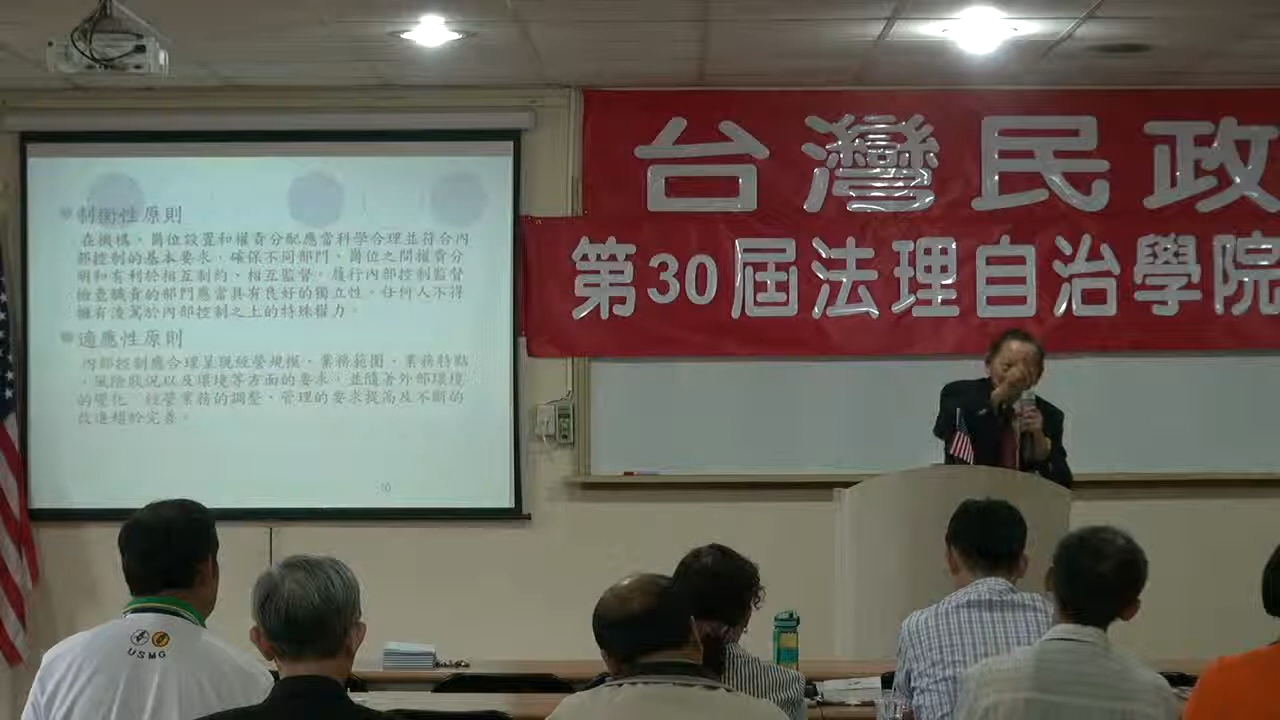 台灣民政
第30屆法理自治學院
制衡性原則
在機構、崗位設置和權責分配應當科學合理並符合內
部控制的基本要求，確保不同部門、崗位之間權責分
明和有利於相互制約、相互監督。履行內部控制監督
檢查職責的部門應當具有良好的獨立性。任何人不得
擁有淩駕於內部控制之上的特殊權力。
適應性原則
內部控制應合理呈現經營規模、業務範圍、業務特點
、風險狀況以及環境等方面的要求，並隨著外部環境
的變化、經營業務的調整、管理的要求提高及不斷的
改進趨於完善。
10
USMG